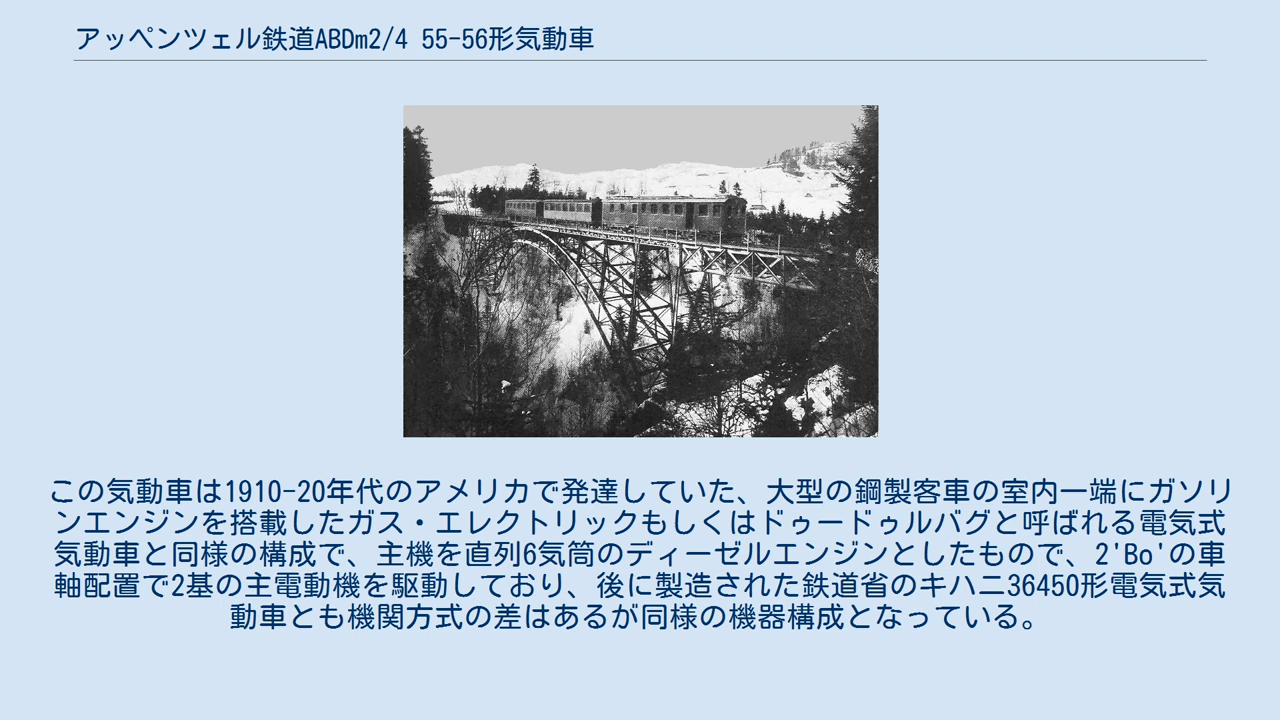 アッペンツェル鉄道ABDm2/4 55-56形気動車
この気動車は1910-20年代のアメリカで発達していた、大型の鋼製客車の室内一端にガソリ
ンエンジンを搭載したガス・エレクトリックもしくはドゥードゥルバグと呼ばれる電気式
気動車と同様の構成で、主機を直列6気筒のディーゼルエンジンとしたもので、2'Bo'の車
軸配置で2基の主電動機を駆動しており、後に製造された鉄道省のキハニ36450形電気式気
動車とも機関方式の差はあるが同様の機器構成となっている。